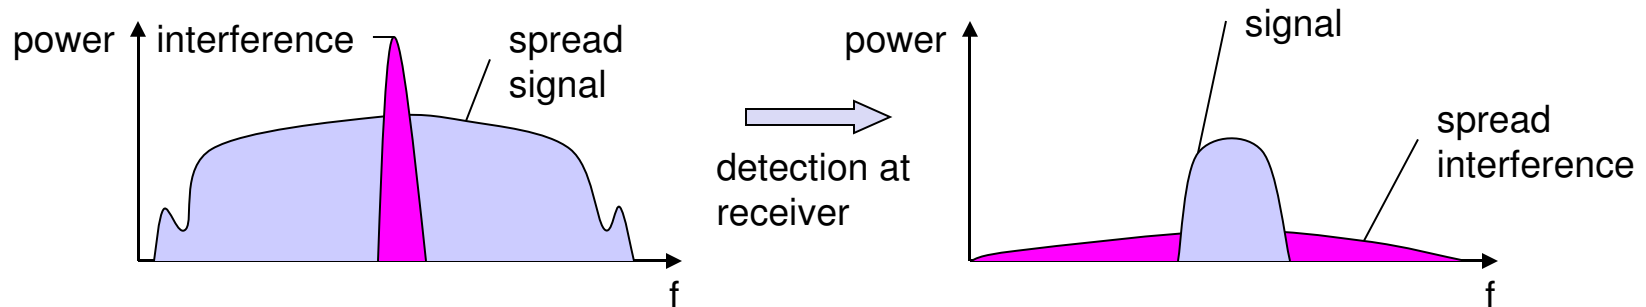 power
interference
spread
signal
f
detection at
receiver
power
signal
spread
interference
f